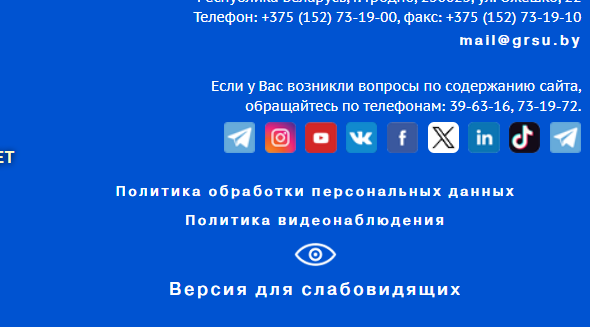 Республика Беларусь, г. Гродно, 230023, ул. Ожешко, 22
Телефон: +375 (152) 73-19-00, факс: +375 (152) 73-19-10
mail@grsu.by
Если у Вас возникли вопросы по содержанию сайта,
обращайтесь по телефонам: 39-63-16, 73-19-72.
ЕТ
Политика обработки персональных данных
Политика видеонаблюдения
Версия для слабовидящих